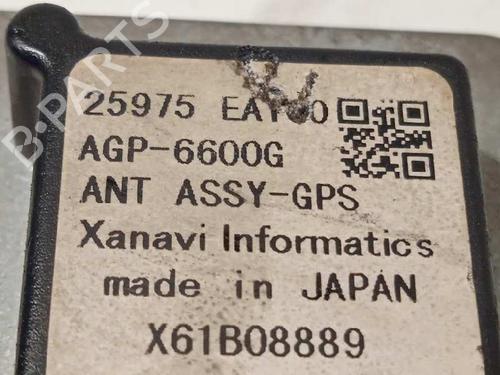 25975
AGP-6600G
ANT ASSY-GPS
Xanavi Informatics
made in JAPAN
X61B08889
B-PARTS